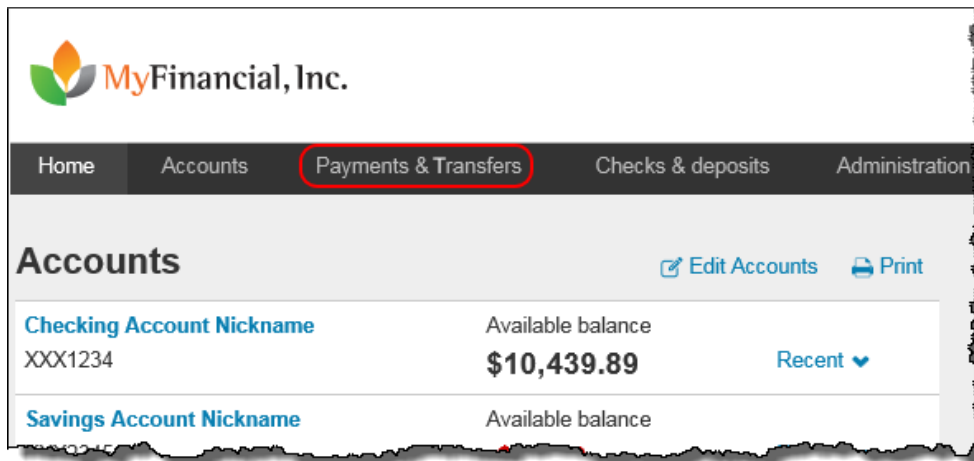 MyFinancial, Inc.
Home Accounts Payments & Transfers Checks & deposits Administration
Accounts
Edit Accounts Print
Checking Account Nickname Available balance
XXX1234 $10,439.89 Recent
Savings Account Nickname Available balance